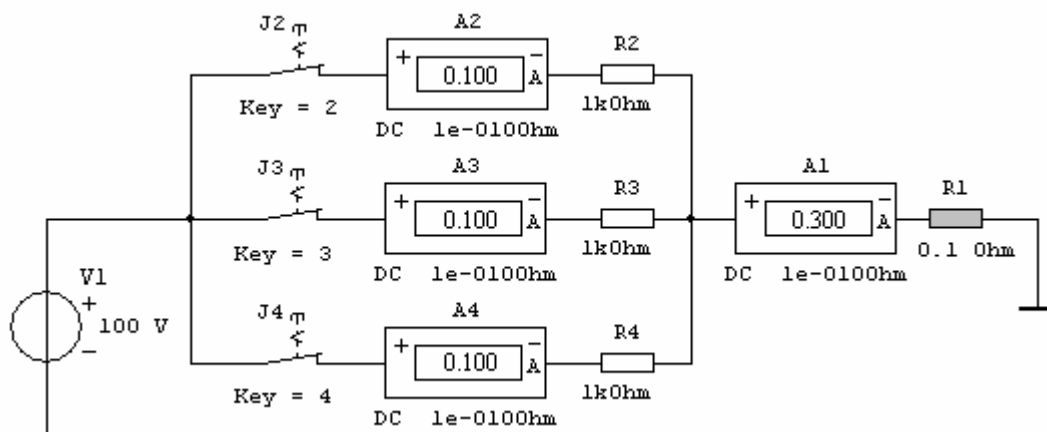 J2
A2
R2
+ 0.100 − A
Key = 2
DC 1e-010Ohm
1kOhm
J3
A3
R3
A1
R1
+ 0.100 − A
+ 0.300 − A
Key = 3
DC 1e-010Ohm
1kOhm
DC 1e-010Ohm
0.1 Ohm
V1
+
100 V
−
J4
A4
R4
+ 0.100 − A
Key = 4
DC 1e-010Ohm
1kOhm